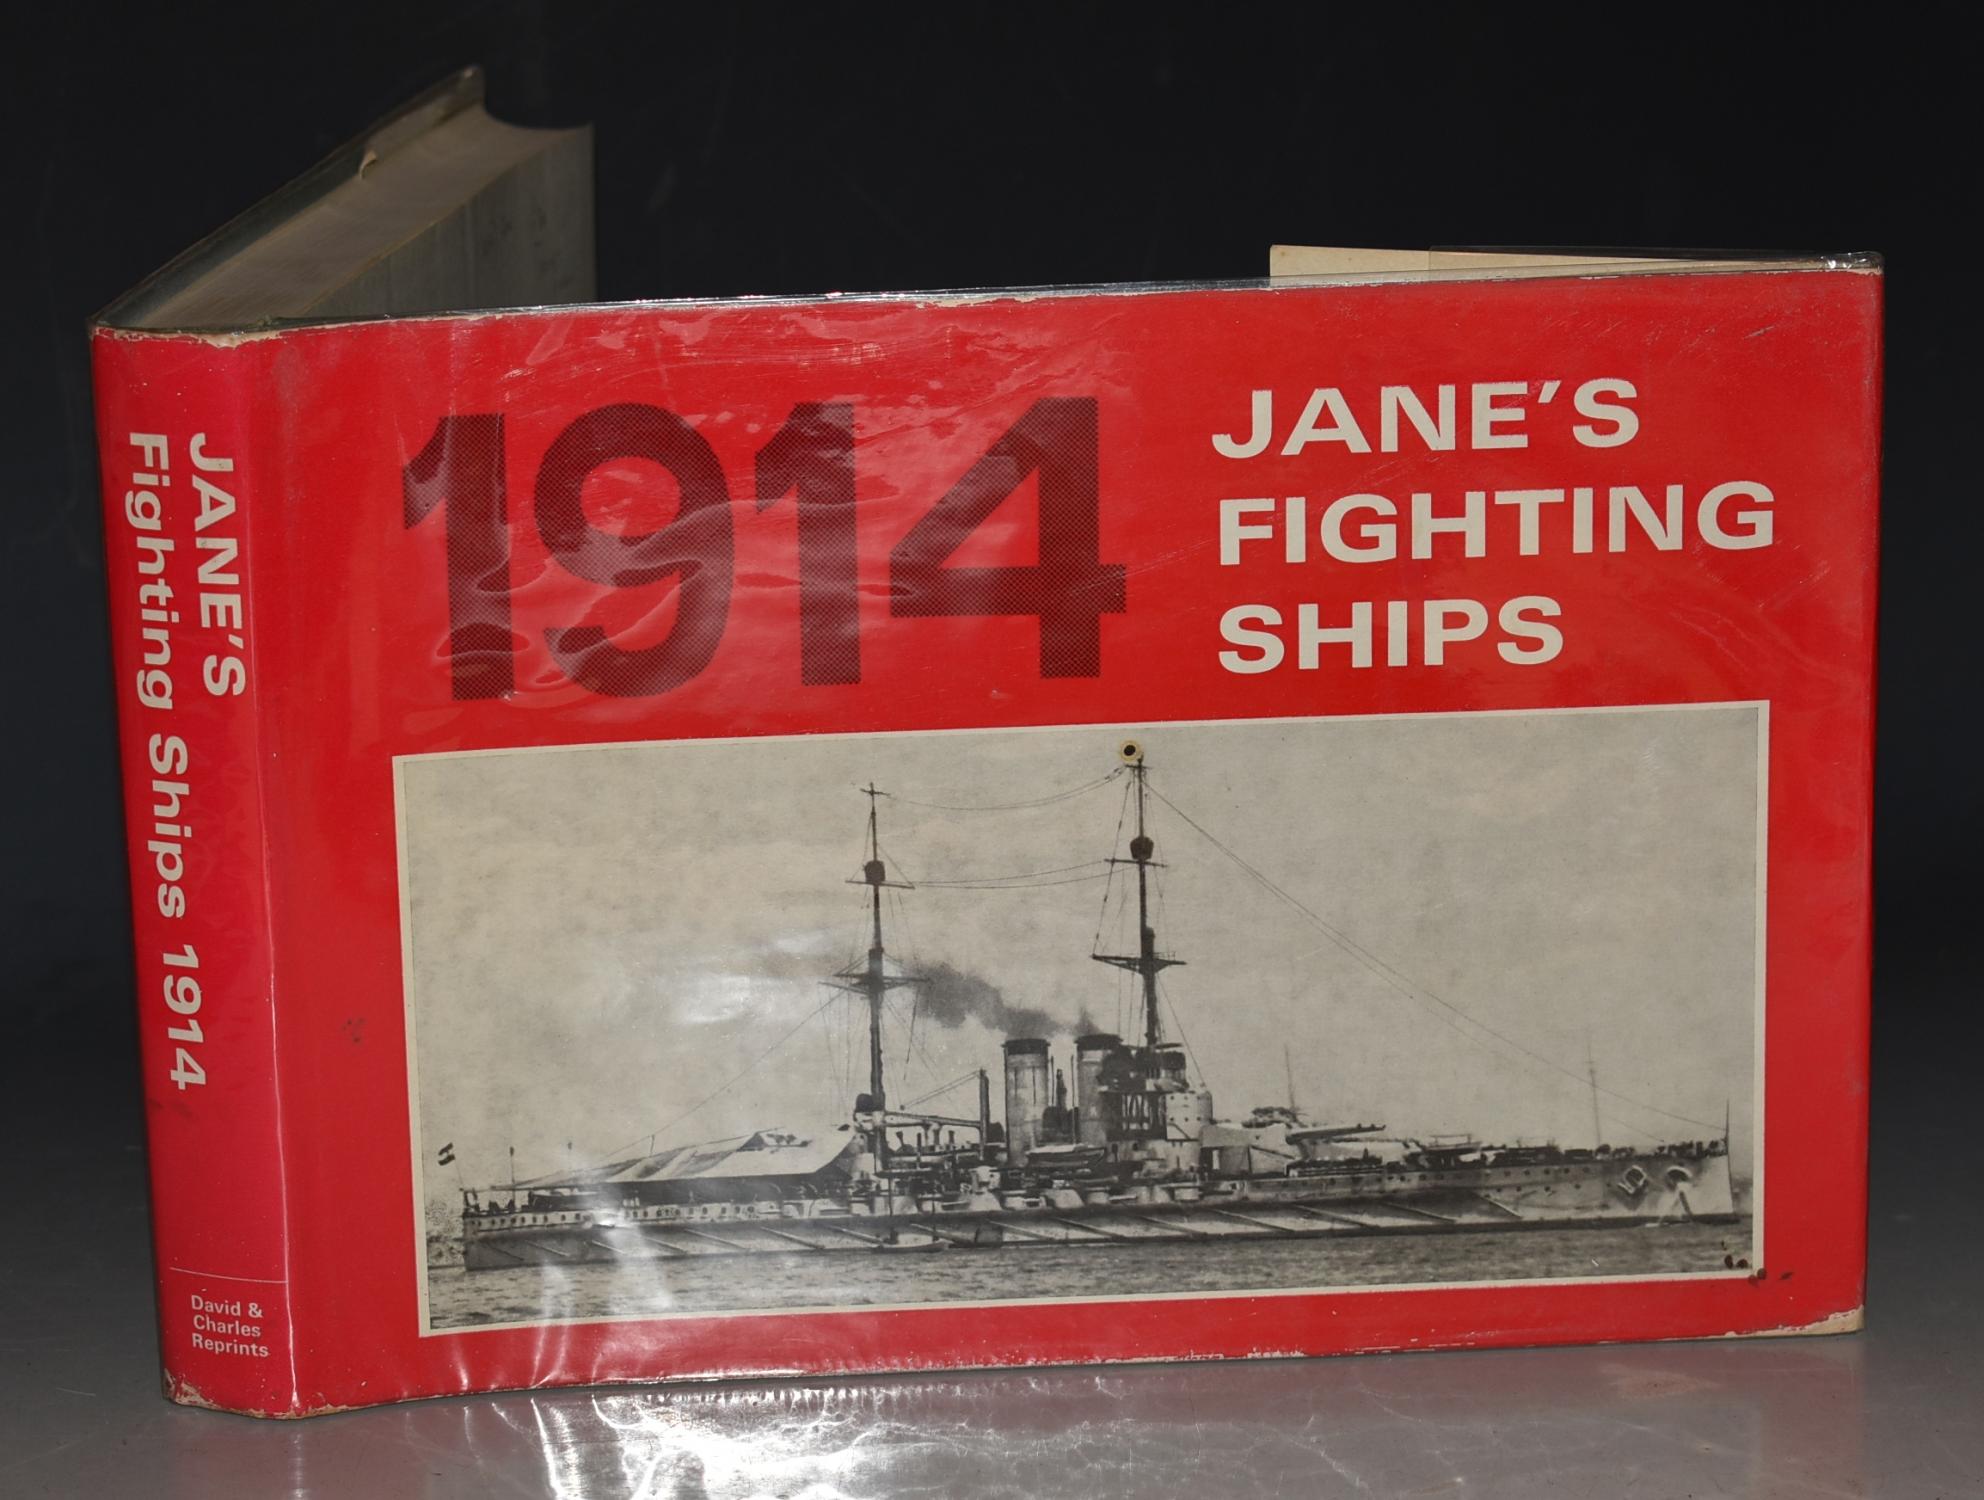 1914
JANE'S
FIGHTING
SHIPS
JANE'S
Fighting Ships 1914
David &
Charles
Reprints